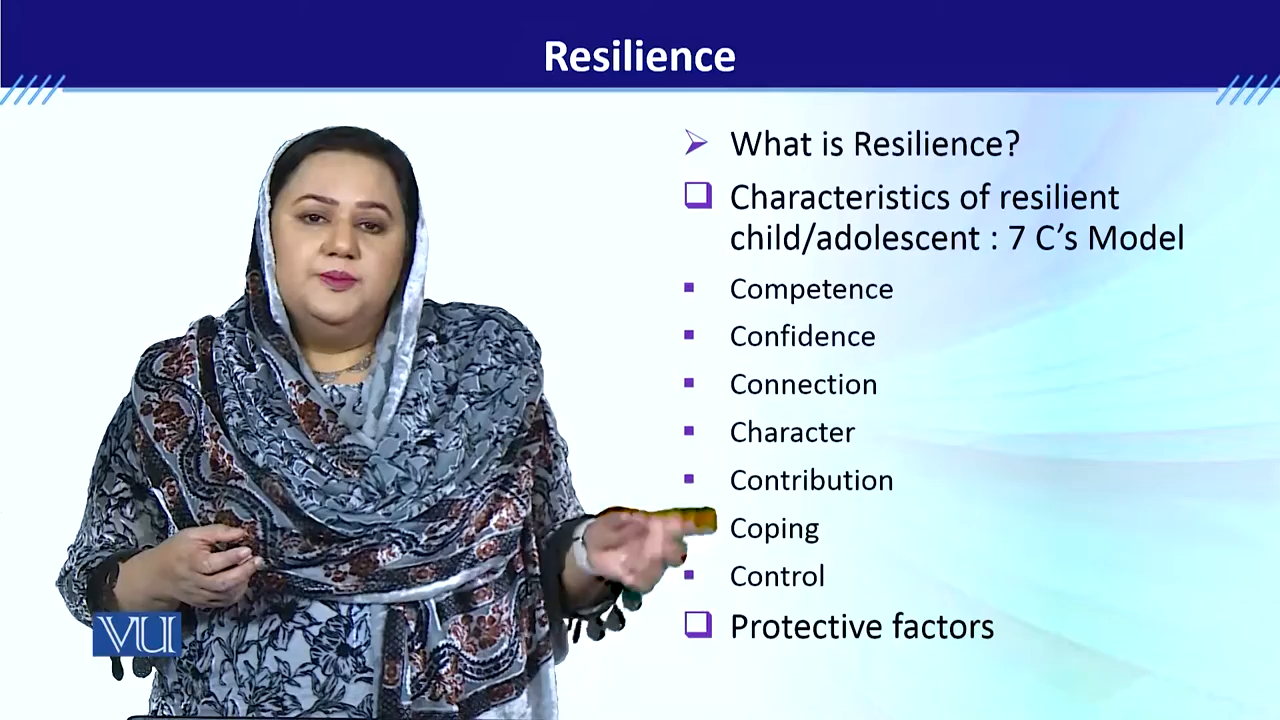 Resilience
What is Resilience?
Characteristics of resilient
child/adolescent : 7 C’s Model
Competence
Confidence
Connection
Character
Contribution
Coping
Control
Protective factors
VU